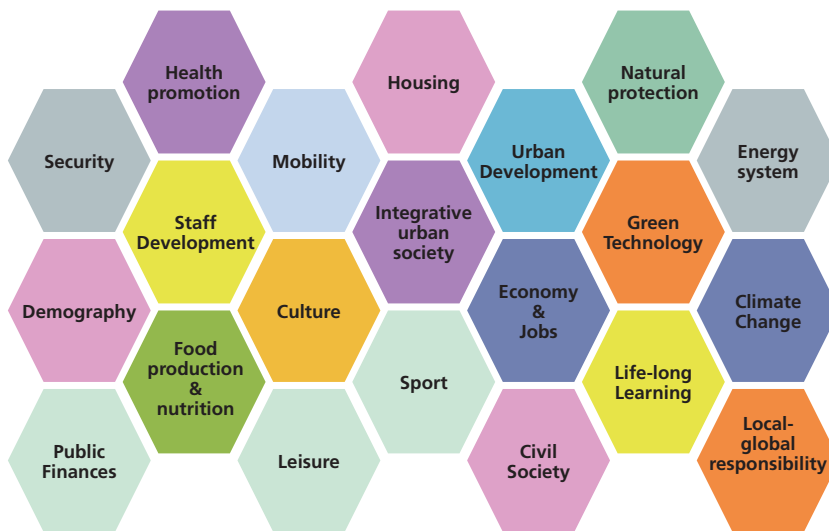 Health
promotion
Housing
Natural
protection
Security
Mobility
Urban
Development
Energy
system
Staff
Development
Integrative
urban
society
Green
Technology
Demography
Culture
Economy
&
Jobs
Climate
Change
Food
production
&
nutrition
Sport
Life-long
Learning
Public
Finances
Leisure
Civil
Society
Local-
global
responsibility